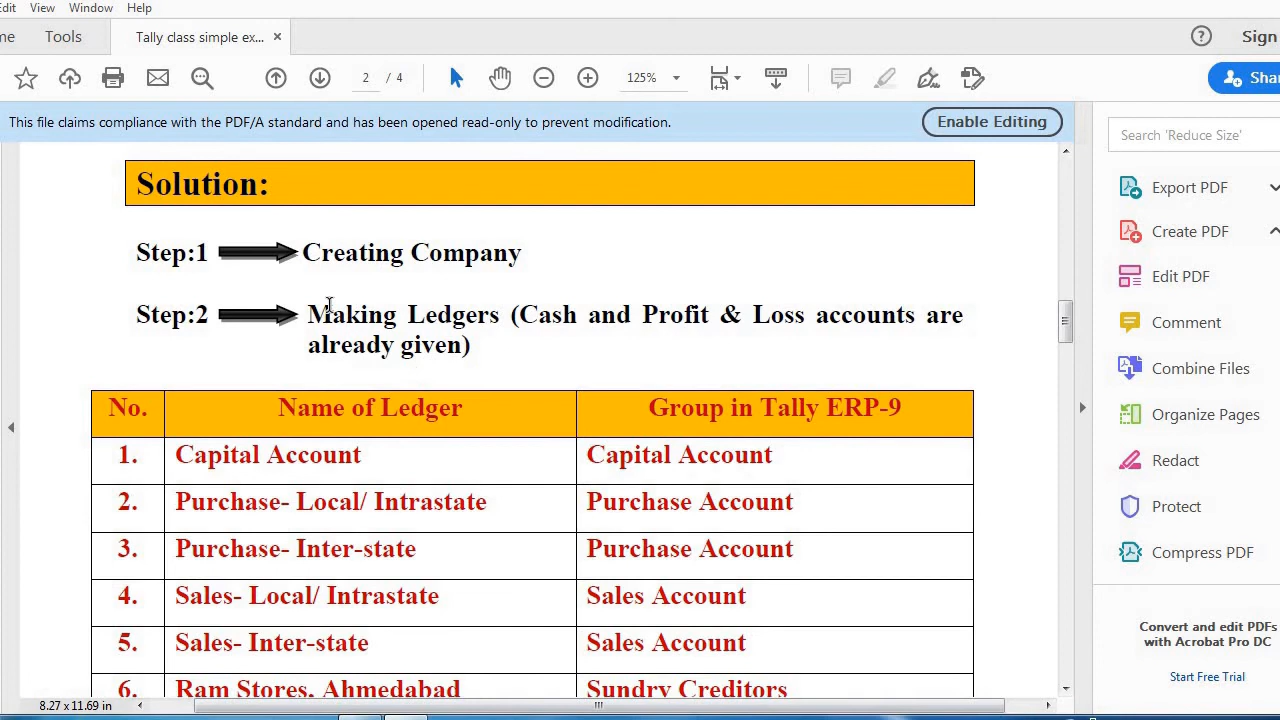 Edit View Window Help
me Tools Tally class simple ex... × Sign
2 / 4 125% Shar
This file claims compliance with the PDF/A standard and has been opened read-only to prevent modification. Enable Editing
Search 'Reduce Size'
Solution:
Step:1 Creating Company
Step:2 Making Ledgers (Cash and Profit & Loss accounts are
already given)
No. Name of Ledger Group in Tally ERP-9
1. Capital Account Capital Account
2. Purchase- Local/ Intrastate Purchase Account
3. Purchase- Inter-state Purchase Account
4. Sales- Local/ Intrastate Sales Account
5. Sales- Inter-state Sales Account
6. Ram Stores, Ahmedabad Sundry Creditors
8.27 x 11.69 in
Export PDF
Create PDF
Edit PDF
Comment
Combine Files
Organize Pages
Redact
Protect
Compress PDF
Convert and edit PDFs
with Acrobat Pro DC
Start Free Trial